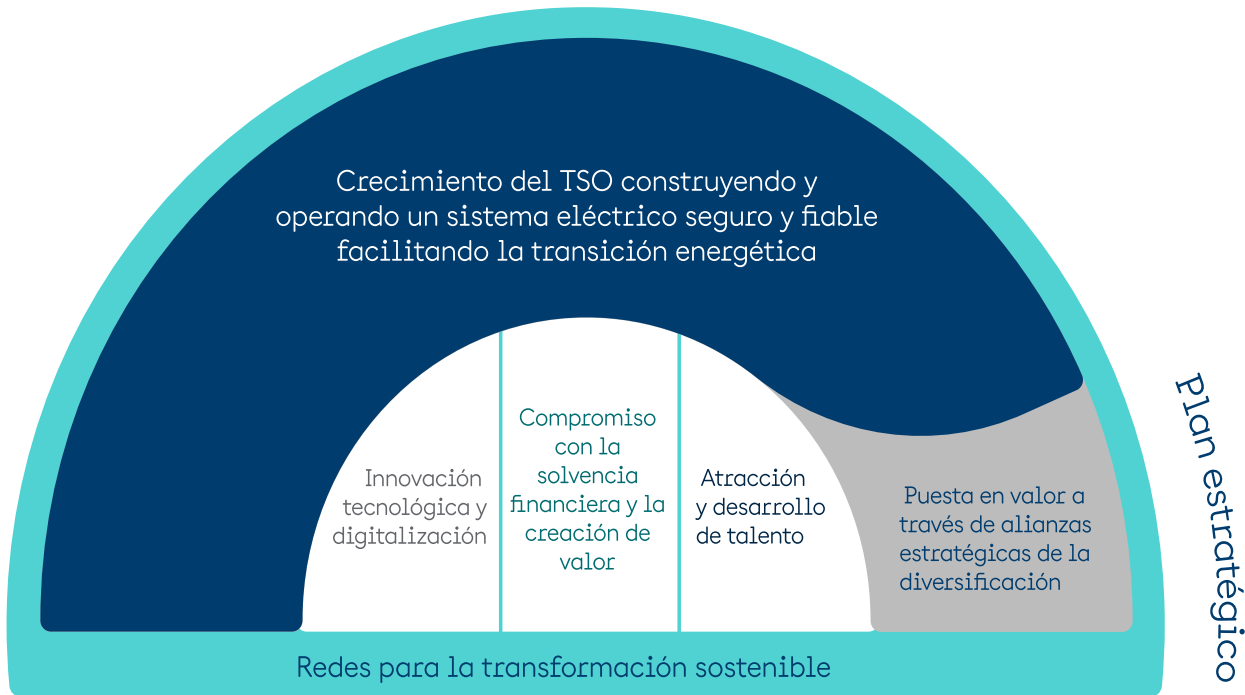 Crecimiento del TSO construyendo y
operando un sistema eléctrico seguro y fiable
facilitando la transición energética
Innovación
tecnológica y
digitalización
Compromiso
con la
solvencia
financiera y la
creación de
valor
Atracción
y desarrollo
de talento
Puesta en valor a
través de alianzas
estratégicas de la
diversificación
Redes para la transformación sostenible
Plan estratégico